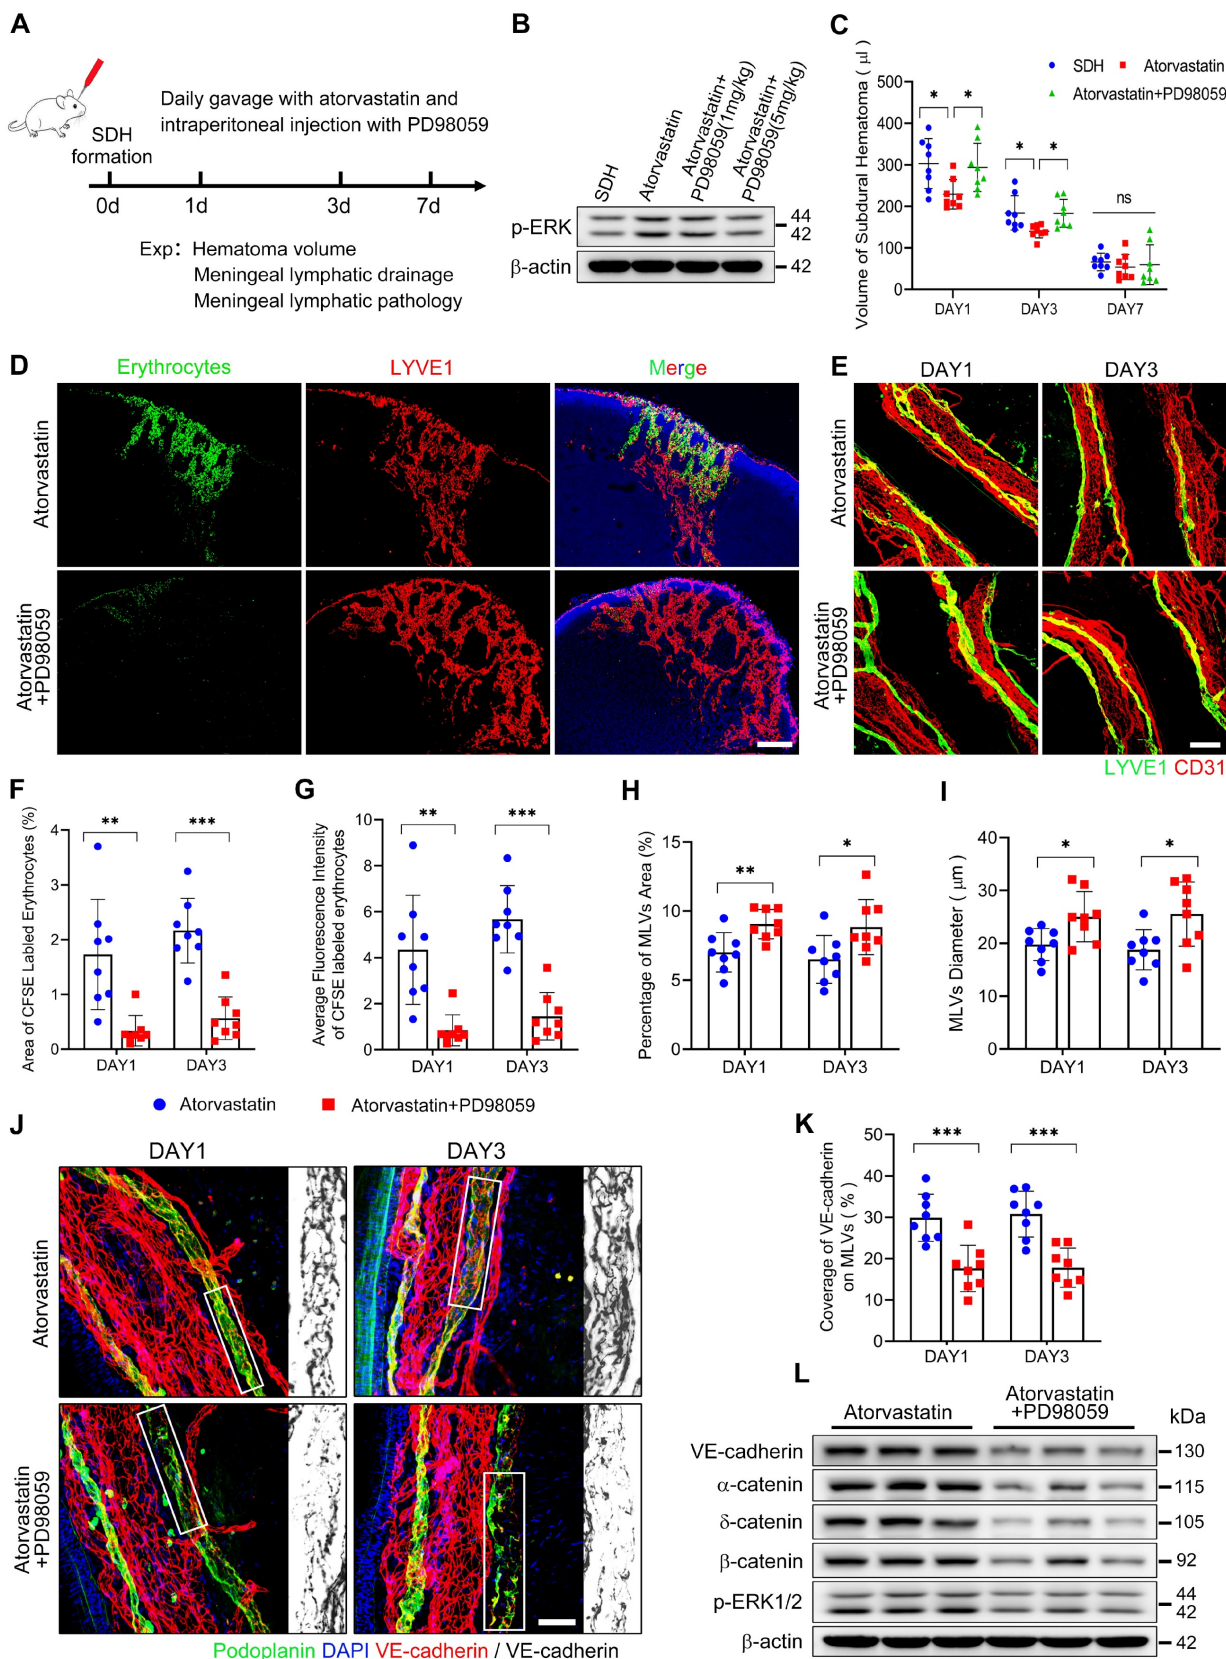 A
SDH
formation
Daily gavage with atorvastatin and
intraperitoneal injection with PD98059
0d 1d 3d 7d
Exp: Hematoma volume
Meningeal lymphatic drainage
Meningeal lymphatic pathology
B
SDH
Atorvastatin
Atorvastatin+
PD98059(1mg/kg)
Atorvastatin+
PD98059(5mg/kg)
p-ERK
44
42
β-actin
42
C
SDH Atorvastatin
Atorvastatin+PD98059
Volume of Subdural Hematoma ( μl )
500
400
300
200
100
0
* *
* *
ns
DAY1 DAY3 DAY7
D
Erythrocytes LYVE1 Merge
Atorvastatin
Atorvastatin
+PD98059
E
DAY1 DAY3
Atorvastatin
Atorvastatin
+PD98059
LYVE1 CD31
F
Area of CFSE Labled Erythrocytes (%)
4
3
2
1
0
** ***
DAY1 DAY3
G
Average Fluorescence Intensity
of CFSE labeled erythrocytes
10
8
6
4
2
0
** ***
DAY1 DAY3
H
Percentage of MLVs Area (%)
15
10
5
0
** *
DAY1 DAY3
I
MLVs Diameter ( μm )
40
30
20
10
0
* *
DAY1 DAY3
Atorvastatin Atorvastatin+PD98059
J
DAY1 DAY3
Atorvastatin
Atorvastatin
+PD98059
Podoplanin DAPI VE-cadherin / VE-cadherin
K
Coverage of VE-cadherin
on MLVs ( % )
50
40
30
20
10
0
*** ***
DAY1 DAY3
L
Atorvastatin
Atorvastatin
+PD98059
kDa
VE-cadherin 130
α-catenin 115
δ-catenin 105
β-catenin 92
p-ERK1/2
44
42
β-actin 42